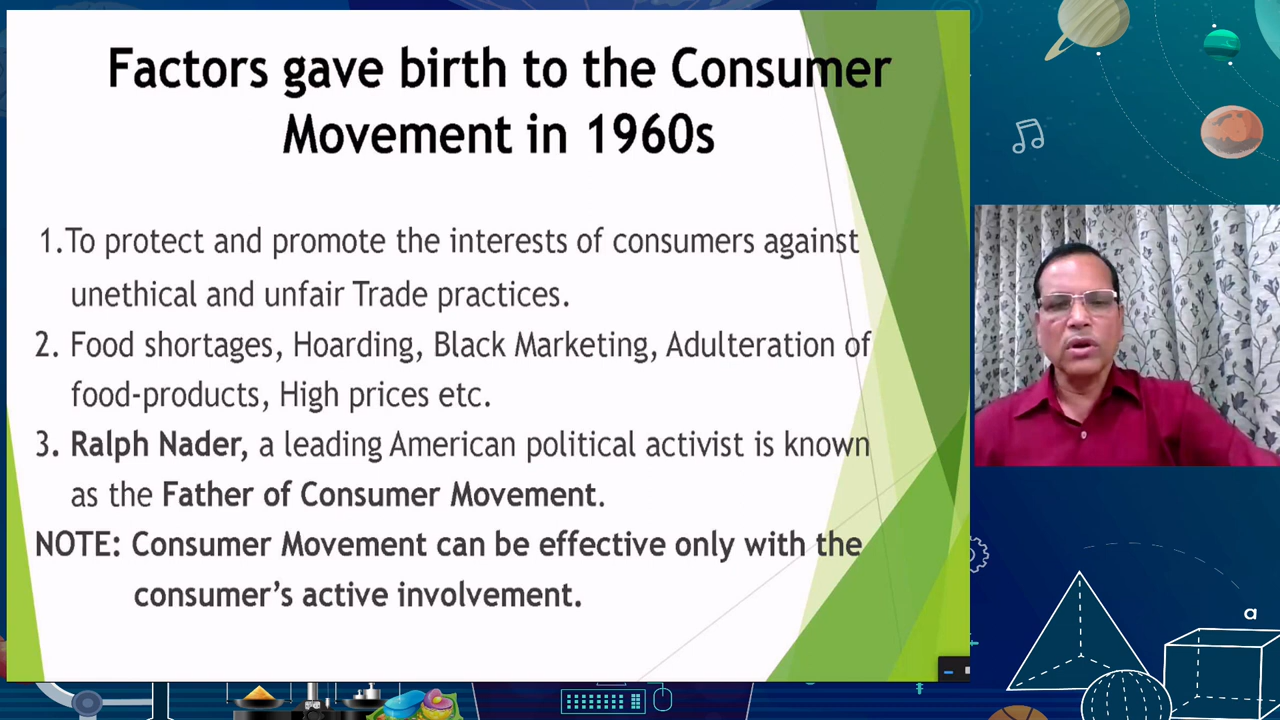 Factors gave birth to the Consumer
Movement in 1960s
1.To protect and promote the interests of consumers against
unethical and unfair Trade practices.
2. Food shortages, Hoarding, Black Marketing, Adulteration of
food-products, High prices etc.
3. Ralph Nader, a leading American political activist is known
as the Father of Consumer Movement.
NOTE: Consumer Movement can be effective only with the
consumer’s active involvement.
a